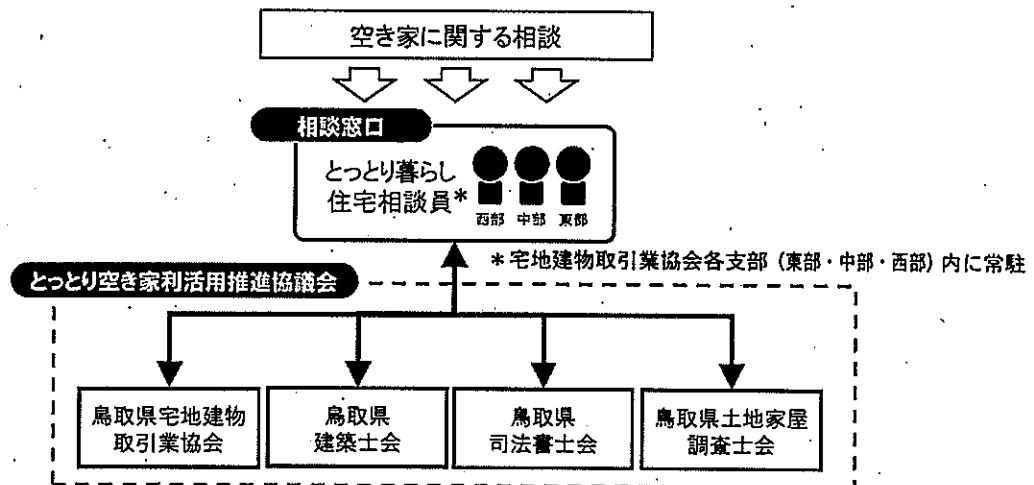 空き家に関する相談
相談窓口
とっとり暮らし
住宅相談員*
西部 中部 東部
*宅地建物取引業協会各支部（東部・中部・西部）内に常駐
とっとり空き家利活用推進協議会
鳥取県宅地建物
取引業協会
鳥取県
建築士会
鳥取県
司法書士会
鳥取県土地家屋
調査士会